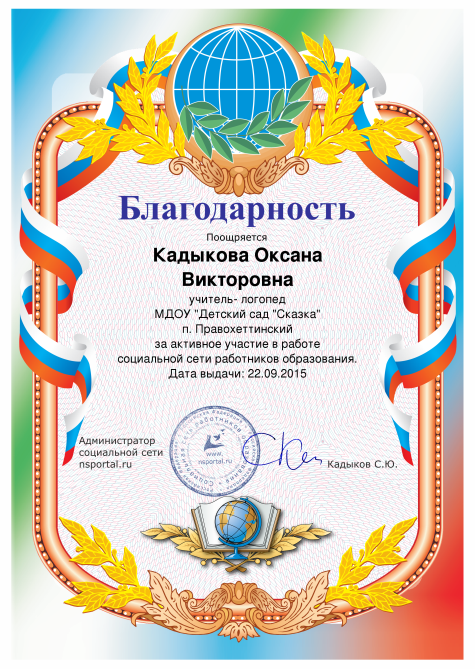 Благодарность
Поощряется
Кадыкова Оксана
Викторовна
учитель- логопед
МДОУ "Детский сад "Сказка"
п. Правохеттинский
за активное участие в работе
социальной сети работников образования.
Дата выдачи: 22.09.2015
Администратор
социальной сети
nsportal.ru
www.
nsportal.ru
Кадыков С.Ю.